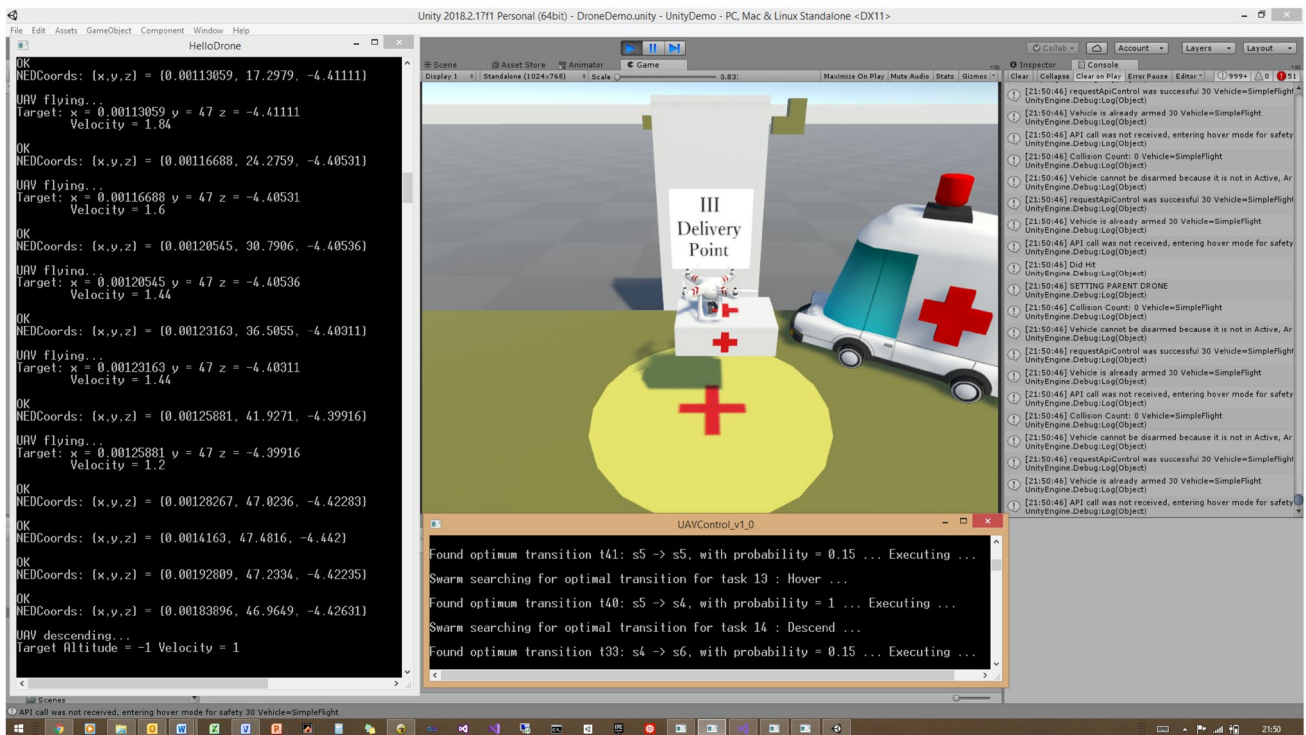 Unity 2018.2.17f1 Personal (64bit) - DroneDemo.unity - UnityDemo - PC, Mac & Linux Standalone <DX11>
File Edit Assets GameObject Component Window Help
HelloDrone
OK
NEDCoords: {x,y,z} = {0.00113059, 17.2979, -4.41111}
UAV flying...
Target: x = 0.00113059 y = 47 z = -4.41111
Velocity = 1.84
OK
NEDCoords: {x,y,z} = {0.00116688, 24.2759, -4.40531}
UAV flying...
Target: x = 0.00116688 y = 47 z = -4.40531
Velocity = 1.6
OK
NEDCoords: {x,y,z} = {0.00120545, 30.7906, -4.40536}
UAV flying...
Target: x = 0.00120545 y = 47 z = -4.40536
Velocity = 1.44
OK
NEDCoords: {x,y,z} = {0.00123163, 36.5055, -4.40311}
UAV flying...
Target: x = 0.00123163 y = 47 z = -4.40311
Velocity = 1.44
OK
NEDCoords: {x,y,z} = {0.00125881, 41.9271, -4.39916}
UAV flying...
Target: x = 0.00125881 y = 47 z = -4.39916
Velocity = 1.2
OK
NEDCoords: {x,y,z} = {0.00128267, 47.0236, -4.42283}
OK
NEDCoords: {x,y,z} = {0.0014163, 47.4816, -4.442}
OK
NEDCoords: {x,y,z} = {0.00192809, 47.2334, -4.42235}
OK
NEDCoords: {x,y,z} = {0.00183896, 46.9649, -4.42631}
UAV descending...
Target Altitude = -1 Velocity = 1
Collab Account Layers Layout
Scene Asset Store Animator Game
Display 1 Standalone (1024x768) Scale 0.83 Maximize On Play Mute Audio Stats Gizmos
III
Delivery
Point
Inspector Console
Clear Collapse Clear on Play Error Pause Editor 999+ 0 51
[21:50:46] requestApiControl was successful 30 Vehicle=SimpleFlight
UnityEngine.Debug:Log(Object)
[21:50:46] Vehicle is already armed 30 Vehicle=SimpleFlight
UnityEngine.Debug:Log(Object)
[21:50:46] API call was not received, entering hover mode for safety
UnityEngine.Debug:Log(Object)
[21:50:46] Collision Count: 0 Vehicle=SimpleFlight
UnityEngine.Debug:Log(Object)
[21:50:46] Vehicle cannot be disarmed because it is not in Active, Ar
UnityEngine.Debug:Log(Object)
[21:50:46] requestApiControl was successful 30 Vehicle=SimpleFlight
UnityEngine.Debug:Log(Object)
[21:50:46] Vehicle is already armed 30 Vehicle=SimpleFlight
UnityEngine.Debug:Log(Object)
[21:50:46] API call was not received, entering hover mode for safety
UnityEngine.Debug:Log(Object)
[21:50:46] Did Hit
UnityEngine.Debug:Log(Object)
[21:50:46] SETTING PARENT DRONE
UnityEngine.Debug:Log(Object)
[21:50:46] Collision Count: 0 Vehicle=SimpleFlight
UnityEngine.Debug:Log(Object)
[21:50:46] Vehicle cannot be disarmed because it is not in Active, Ar
UnityEngine.Debug:Log(Object)
[21:50:46] requestApiControl was successful 30 Vehicle=SimpleFlight
UnityEngine.Debug:Log(Object)
[21:50:46] Vehicle is already armed 30 Vehicle=SimpleFlight
UnityEngine.Debug:Log(Object)
[21:50:46] API call was not received, entering hover mode for safety
UnityEngine.Debug:Log(Object)
[21:50:46] Collision Count: 0 Vehicle=SimpleFlight
UnityEngine.Debug:Log(Object)
[21:50:46] Vehicle cannot be disarmed because it is not in Active, Ar
UnityEngine.Debug:Log(Object)
[21:50:46] requestApiControl was successful 30 Vehicle=SimpleFlight
UnityEngine.Debug:Log(Object)
[21:50:46] Vehicle is already armed 30 Vehicle=SimpleFlight
UnityEngine.Debug:Log(Object)
[21:50:46] API call was not received, entering hover mode for safety
UnityEngine.Debug:Log(Object)
UAVControl_v1_0
Found optimum transition t41: s5 -> s5, with probability = 0.15 ... Executing ...
Swarm searching for optimal transition for task 13 : Hover ...
Found optimum transition t40: s5 -> s4, with probability = 1 ... Executing ...
Swarm searching for optimal transition for task 14 : Descend ...
Found optimum transition t33: s4 -> s6, with probability = 0.15 ... Executing ...
Scenes
API call was not received, entering hover mode for safety 30 Vehicle=SimpleFlight
21:50